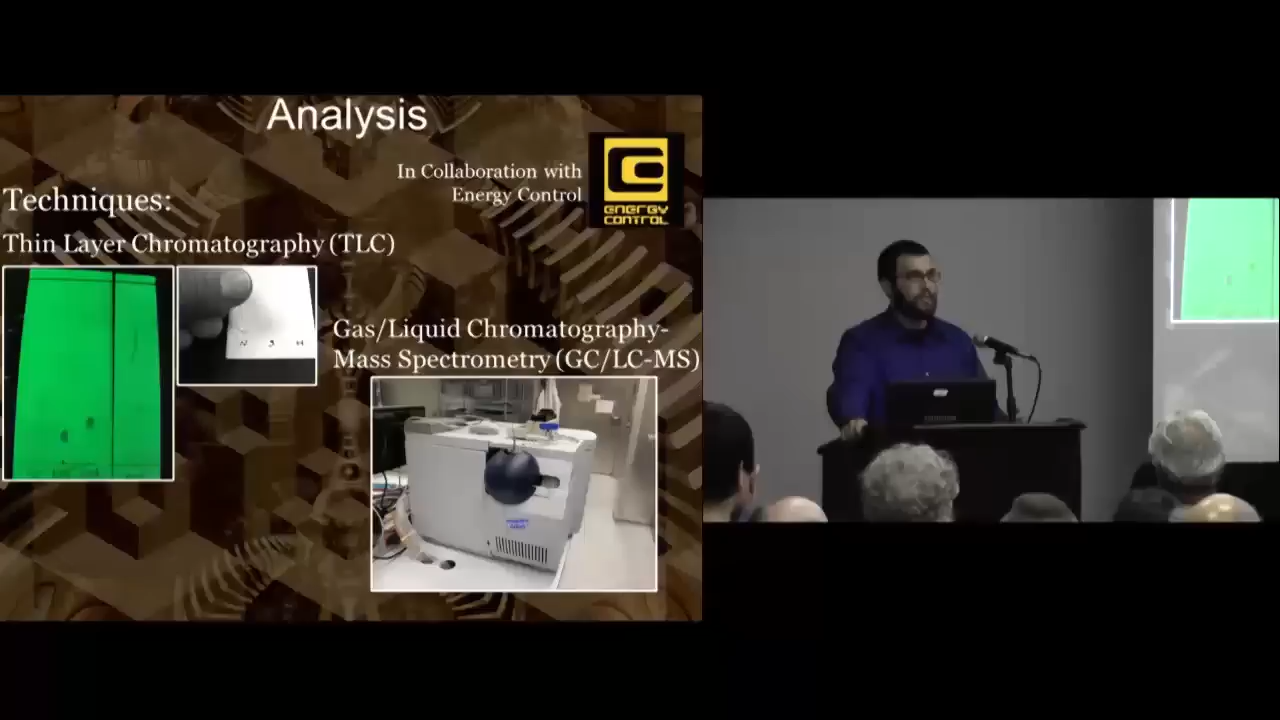 Analysis
In Collaboration with
Energy Control
ENERGY
CONTROL
Techniques:
Thin Layer Chromatography (TLC)
Gas/Liquid Chromatography-
Mass Spectrometry (GC/LC-MS)
N 3 H